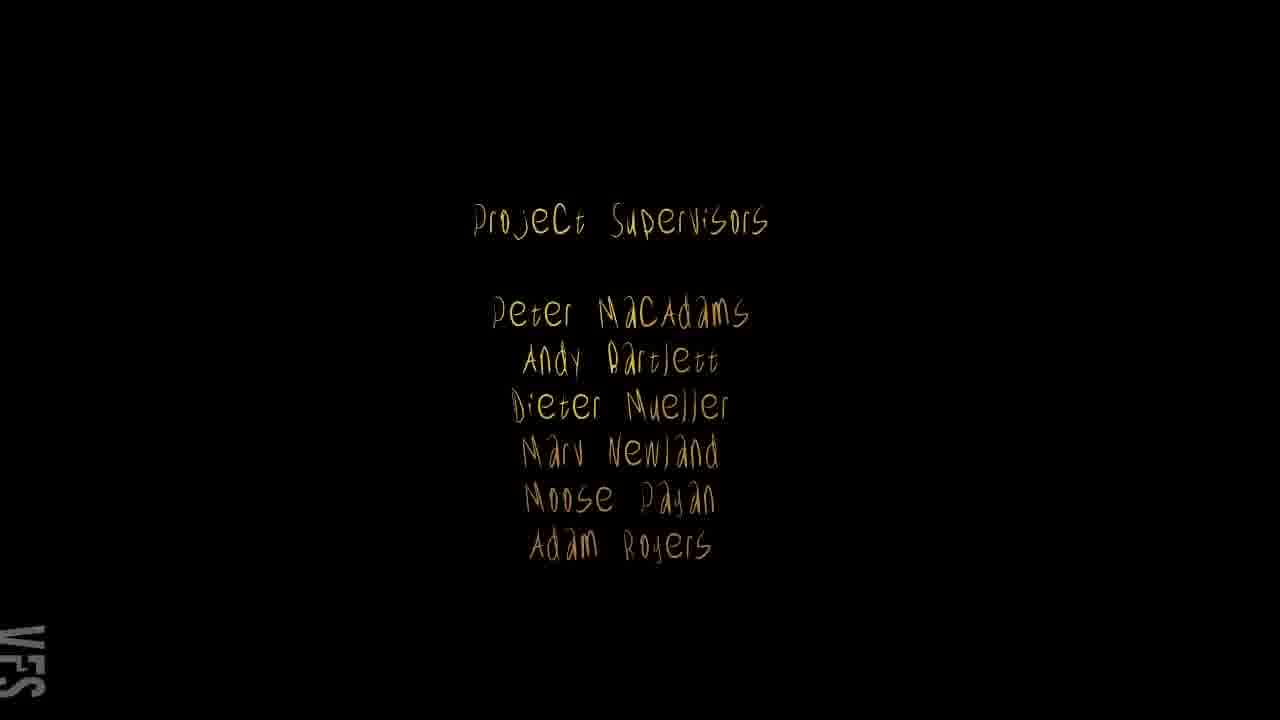 Project Supervisors
Peter MacAdams
Andy Bartlett
Dieter Mueller
Marv Newland
Moose Pagan
Adam Rogers
VFS